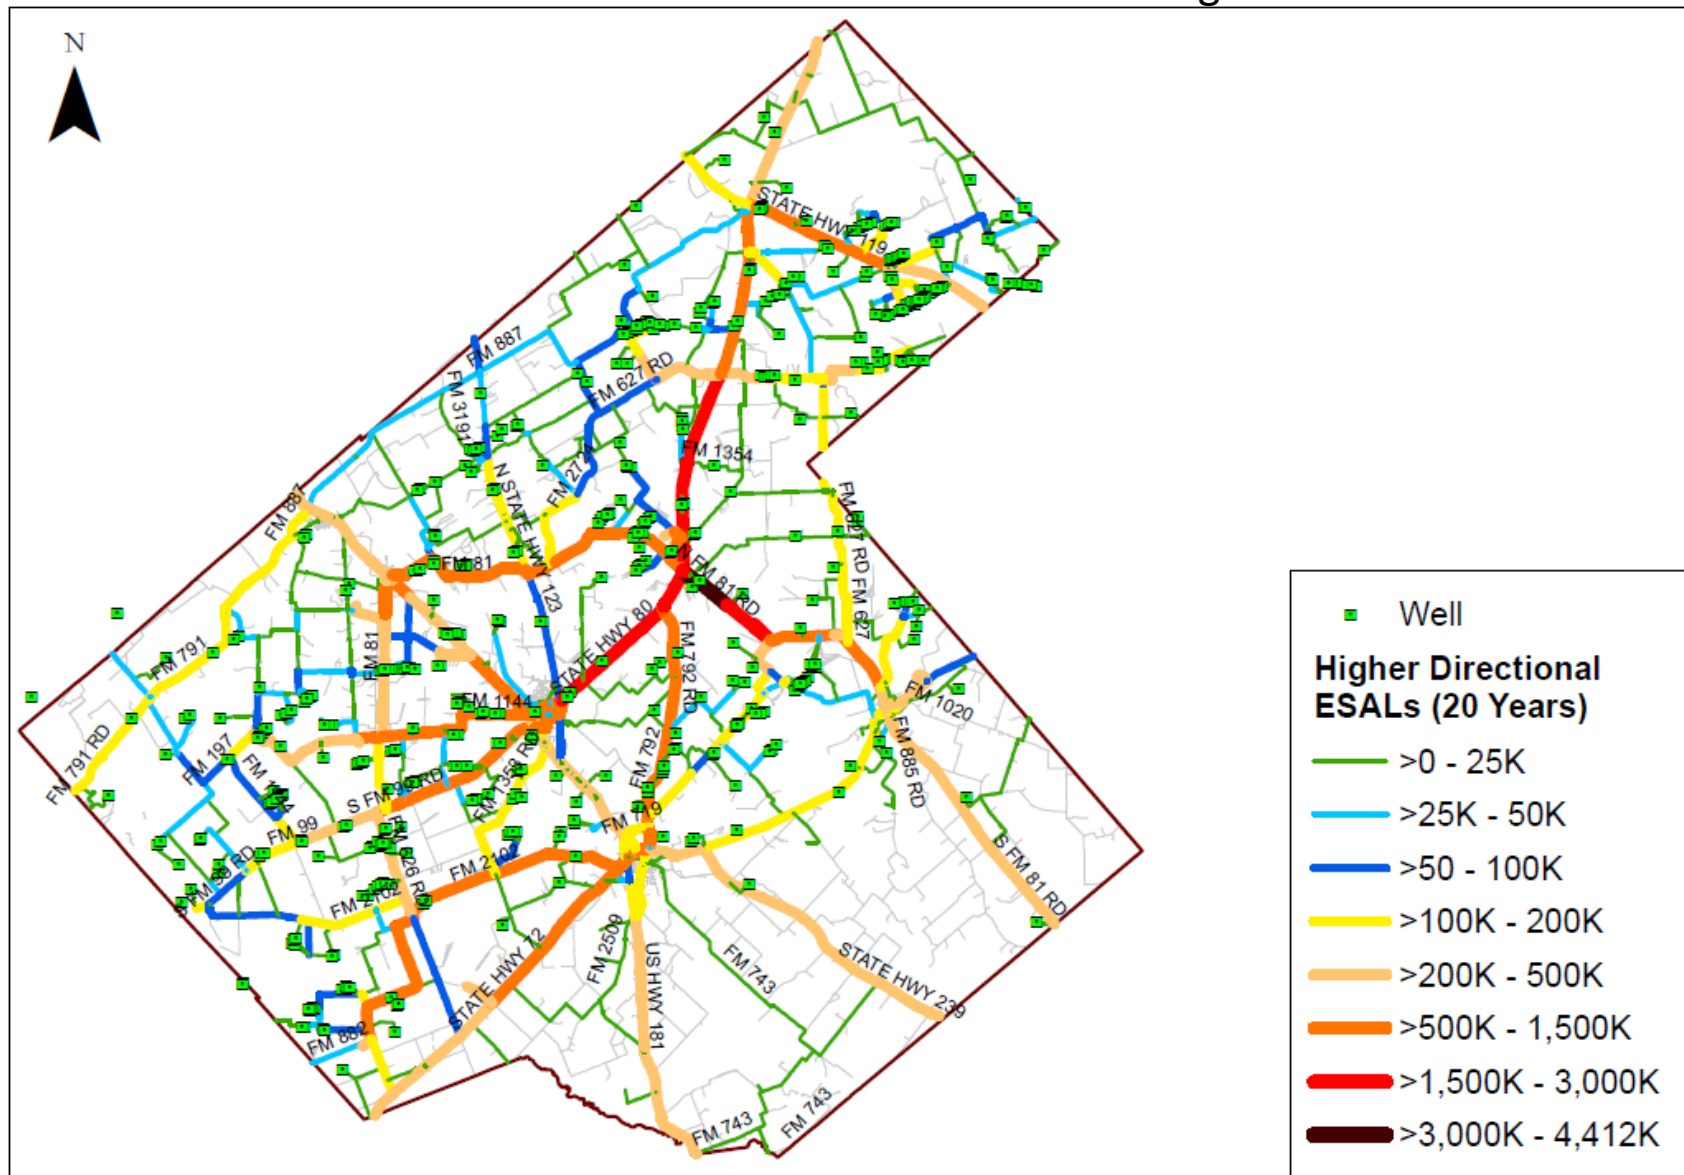 N
STATE HWY 119
FM 887
FM 3191
FM 627 RD
FM 1354
FM 2724
N STATE HWY 123
FM 887
FM 81
FM 81 RD
FM 627 RD
FM 627
STATE HWY 80
FM 791
FM 81
FM 792 RD
FM 1144
FM 1020
FM 791 RD
FM 197
FM 1353 RD
FM 792
FM 885 RD
S FM 99 RD
FM 99
FM 719
FM 626 RD
FM 2102
S FM 99 RD
FM 2102
S FM 81 RD
STATE HWY 72
FM 2509
US HWY 181
FM 743
STATE HWY 239
FM 882
FM 743
FM 743
Well
Higher Directional
ESALs (20 Years)
>0 - 25K
>25K - 50K
>50 - 100K
>100K - 200K
>200K - 500K
>500K - 1,500K
>1,500K - 3,000K
>3,000K - 4,412K